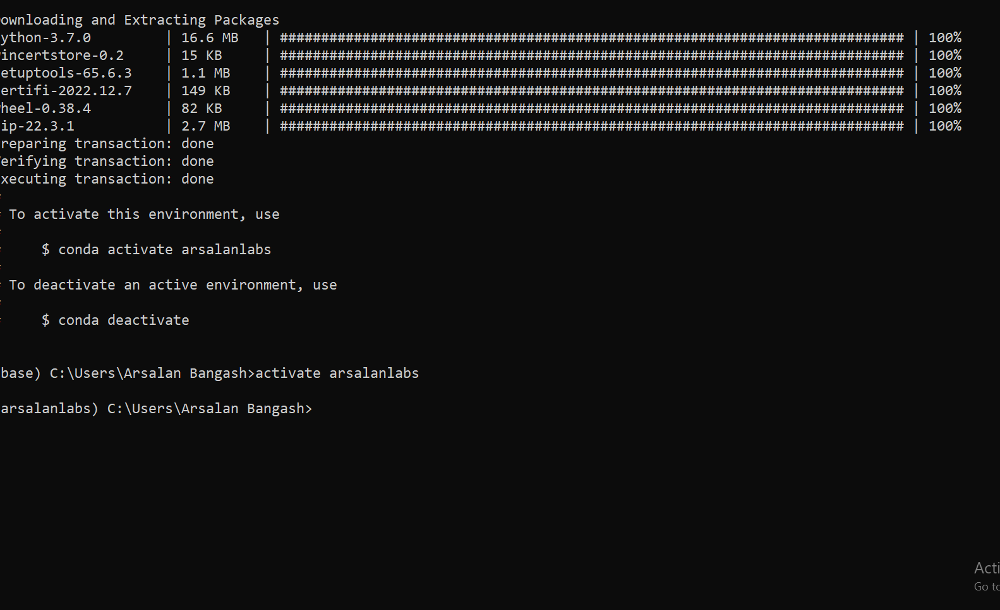 ownloading and Extracting Packages
ython-3.7.0 | 16.6 MB | ############################################################################ | 100%
incertstore-0.2 | 15 KB | ############################################################################ | 100%
etuptools-65.6.3 | 1.1 MB | ############################################################################ | 100%
ertifi-2022.12.7 | 149 KB | ############################################################################ | 100%
heel-0.38.4 | 82 KB | ############################################################################ | 100%
ip-22.3.1 | 2.7 MB | ############################################################################ | 100%
reparing transaction: done
erifying transaction: done
xecuting transaction: done
To activate this environment, use
$ conda activate arsalanlabs
To deactivate an active environment, use
$ conda deactivate
base) C:\Users\Arsalan Bangash>activate arsalanlabs
arsalanlabs) C:\Users\Arsalan Bangash>
Acti
Go to